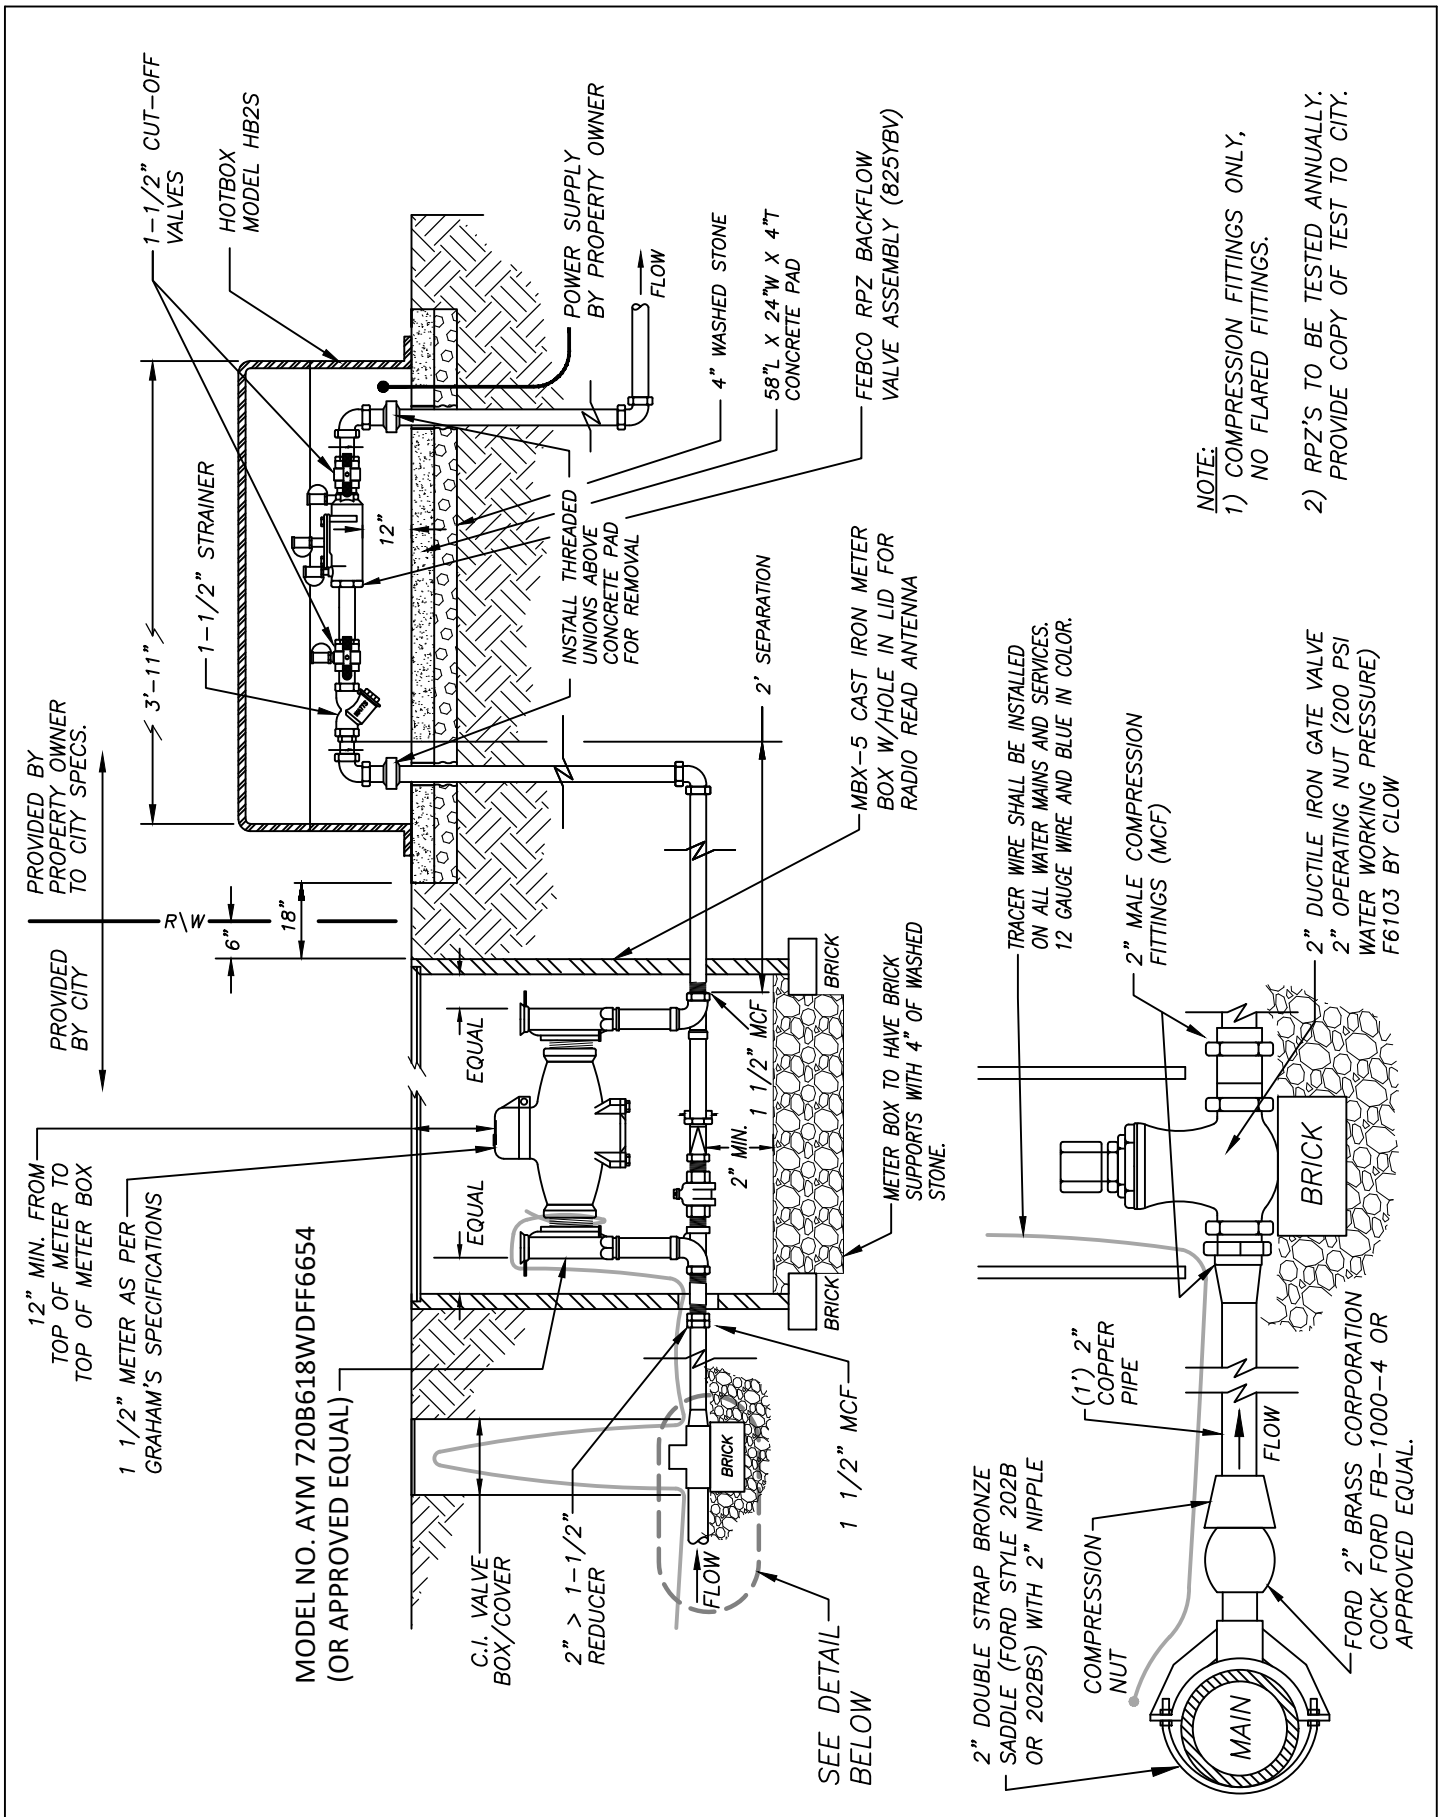 12" MIN. FROM
TOP OF METER TO
TOP OF METER BOX
1 1/2" METER AS PER
GRAHAM'S SPECIFICATIONS
MODEL NO. AYM 720B618WDFF6654
(OR APPROVED EQUAL)
C.I. VALVE
BOX/COVER
2" > 1-1/2"
REDUCER
FLOW
BRICK
SEE DETAIL
BELOW
1 1/2" MCF
PROVIDED
BY CITY
PROVIDED BY
PROPERTY OWNER
TO CITY SPECS.
R\W
6"
18"
EQUAL
EQUAL
2" MIN.
1 1/2" MCF
BRICK
BRICK
METER BOX TO HAVE BRICK
SUPPORTS WITH 4" OF WASHED
STONE.
3'-11"
1-1/2" STRAINER
1-1/2" CUT-OFF
VALVES
HOTBOX
MODEL HB2S
12"
INSTALL THREADED
UNIONS ABOVE
CONCRETE PAD
FOR REMOVAL
POWER SUPPLY
BY PROPERTY OWNER
FLOW
4" WASHED STONE
58"L X 24"W X 4"T
CONCRETE PAD
FEBCO RPZ BACKFLOW
VALVE ASSEMBLY (825YBV)
2' SEPARATION
MBX-5 CAST IRON METER
BOX W/HOLE IN LID FOR
RADIO READ ANTENNA
2" DOUBLE STRAP BRONZE
SADDLE (FORD STYLE 202B
OR 202BS) WITH 2" NIPPLE
COMPRESSION
NUT
MAIN
(1') 2"
COPPER
PIPE
FLOW
FORD 2" BRASS CORPORATION
COCK FORD FB-1000-4 OR
APPROVED EQUAL.
TRACER WIRE SHALL BE INSTALLED
ON ALL WATER MAINS AND SERVICES.
12 GAUGE WIRE AND BLUE IN COLOR.
2" MALE COMPRESSION
FITTINGS (MCF)
BRICK
2" DUCTILE IRON GATE VALVE
2" OPERATING NUT (200 PSI
WATER WORKING PRESSURE)
F6103 BY CLOW
NOTE:
1) COMPRESSION FITTINGS ONLY,
NO FLARED FITTINGS.
2) RPZ'S TO BE TESTED ANNUALLY.
PROVIDE COPY OF TEST TO CITY.